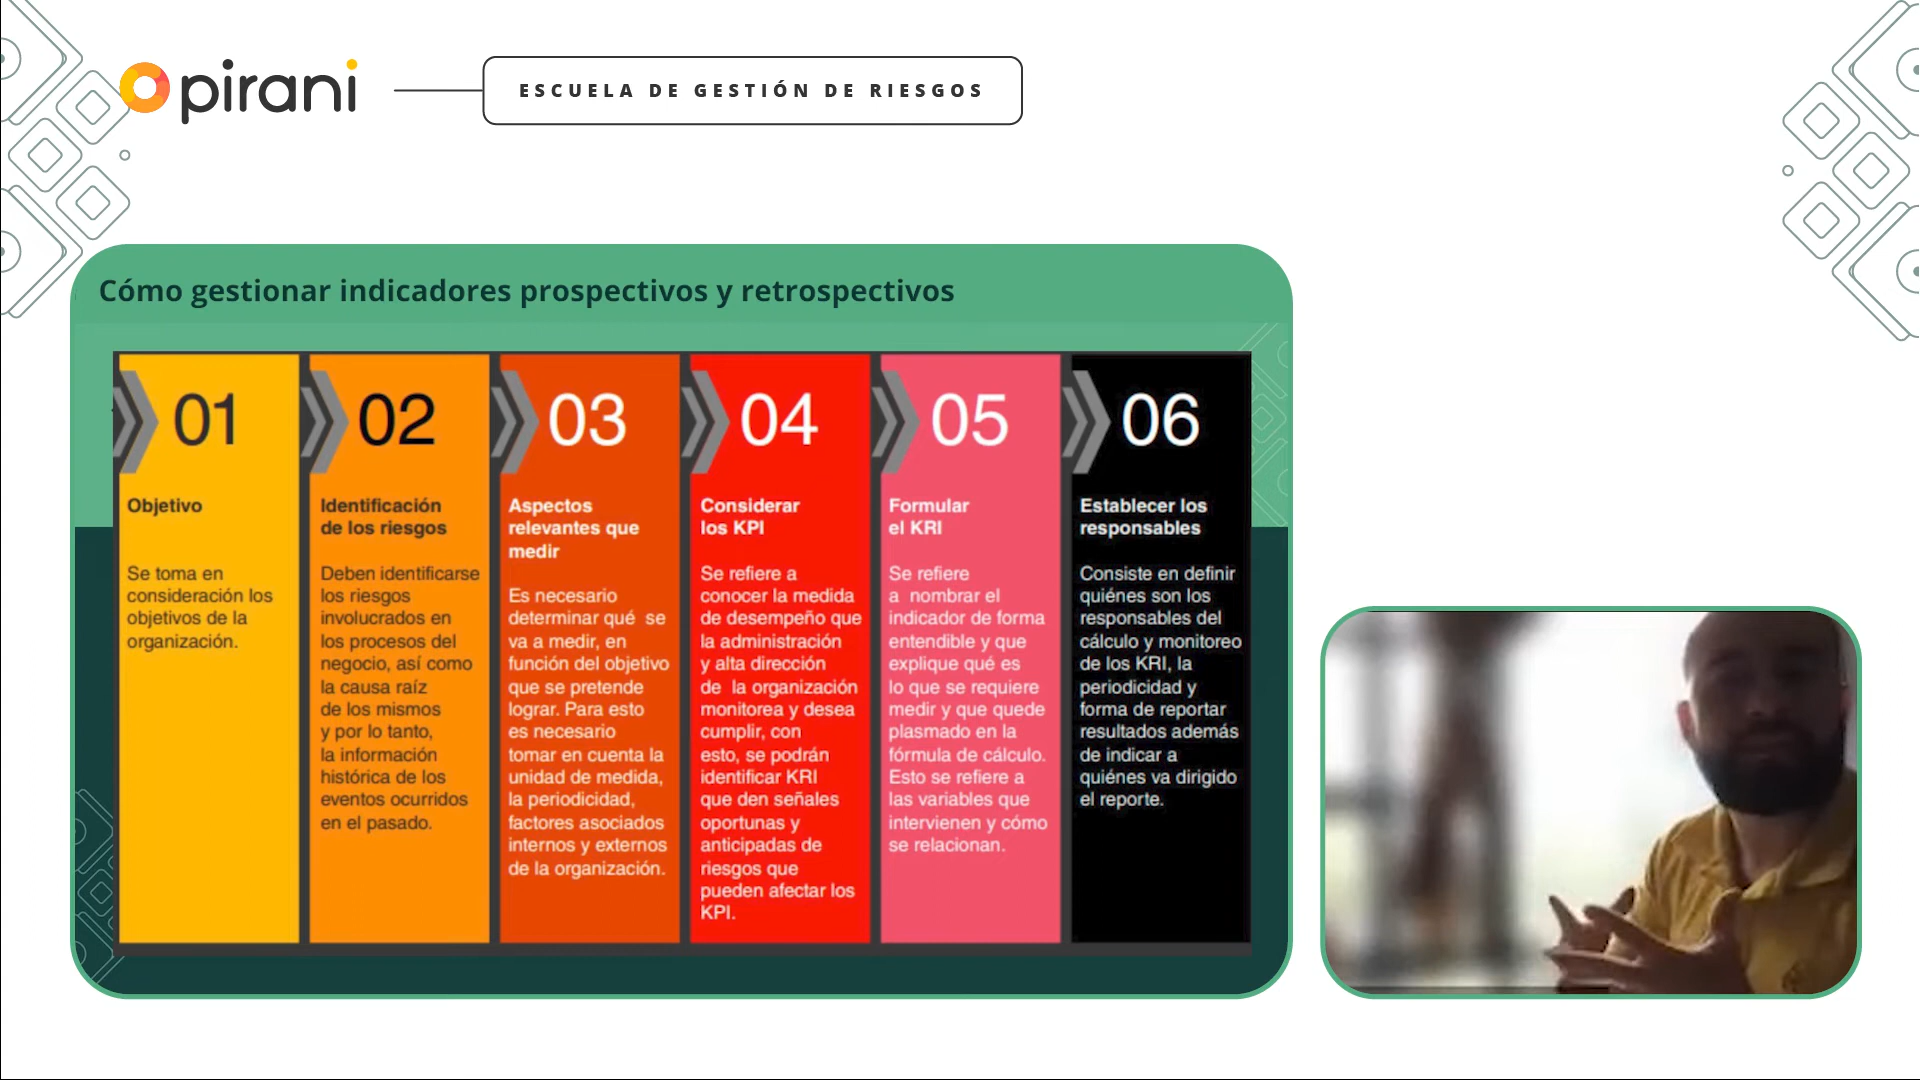 pirani
ESCUELA DE GESTIÓN DE RIESGOS
Cómo gestionar indicadores prospectivos y retrospectivos
01
Objetivo
Se toma en
consideración los
objetivos de la
organización.
02
Identificación
de los riesgos
Deben identificarse
los riesgos
involucrados en
los procesos del
negocio, así como
la causa raíz
de los mismos
y por lo tanto,
la información
histórica de los
eventos ocurridos
en el pasado.
03
Aspectos
relevantes que
medir
Es necesario
determinar qué se
va a medir, en
función del objetivo
que se pretende
lograr. Para esto
es necesario
tomar en cuenta la
unidad de medida,
la periodicidad,
factores asociados
internos y externos
de la organización.
04
Considerar
los KPI
Se refiere a
conocer la medida
de desempeño que
la administración
y alta dirección
de la organización
monitorea y desea
cumplir, con
esto, se podrán
identificar KRI
que den señales
oportunas y
anticipadas de
riesgos que
pueden afectar los
KPI.
05
Formular
el KRI
Se refiere
a nombrar el
indicador de forma
entendible y que
explique qué es
lo que se requiere
medir y que quede
plasmado en la
fórmula de cálculo.
Esto se refiere a
las variables que
intervienen y cómo
se relacionan.
06
Establecer los
responsables
Consiste en definir
quiénes son los
responsables del
cálculo y monitoreo
de los KRI, la
periodicidad y
forma de reportar
resultados además
de indicar a
quiénes va dirigido
el reporte.